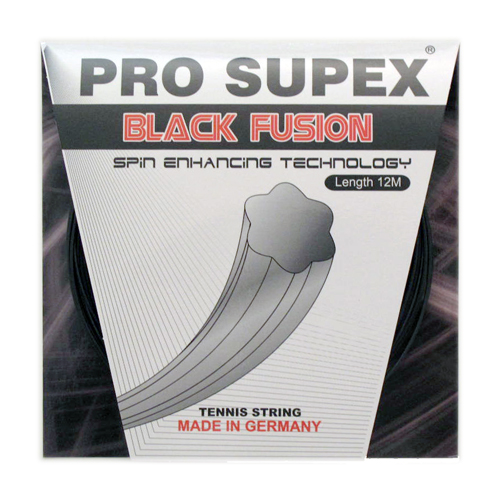 PRO SUPEX®
BLACK FUSION
SPIN ENHANCING TECHNOLOGY
Length 12M
TENNIS STRING
MADE IN GERMANY